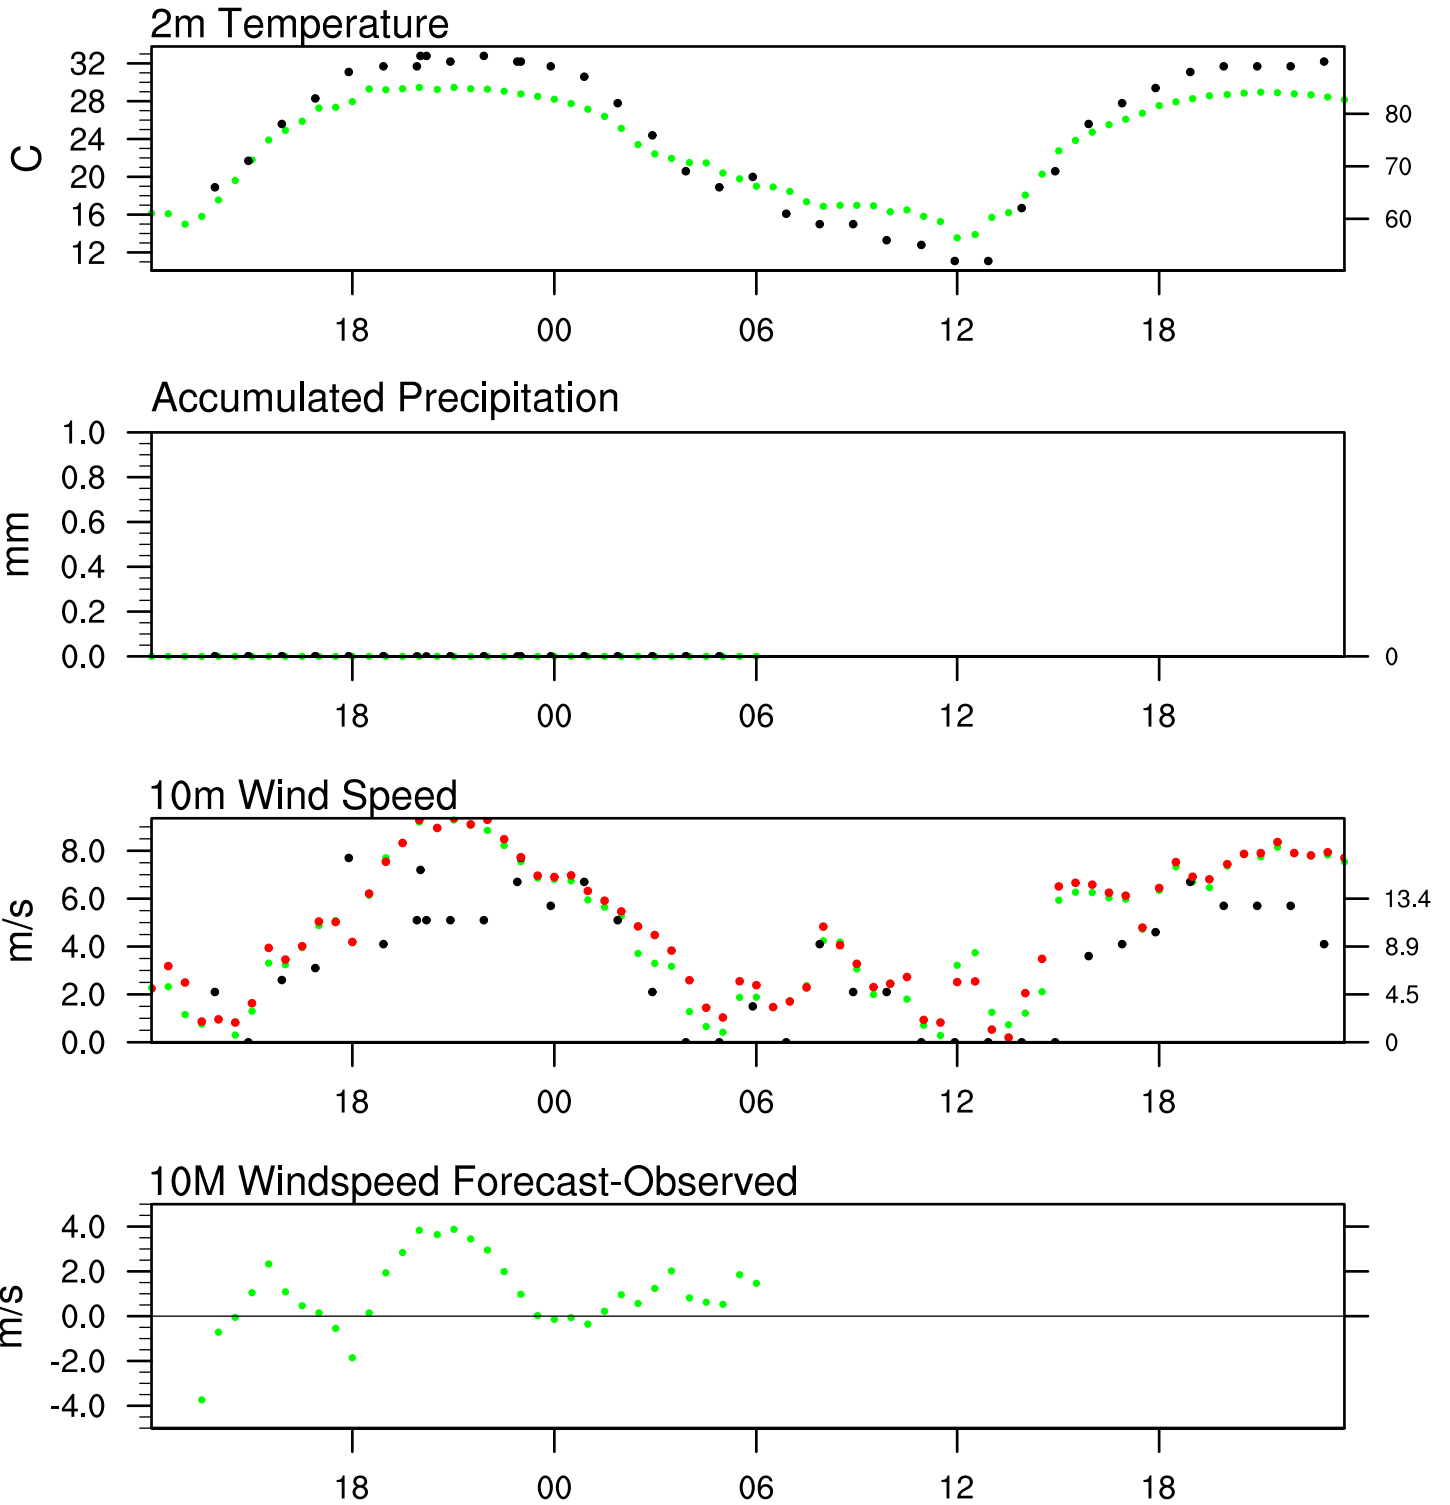 2m Temperature
32
28
24
20
16
12
C
80
70
60
18 00 06 12 18
Accumulated Precipitation
1.0
0.8
0.6
0.4
0.2
0.0
mm
0
18 00 06 12 18
10m Wind Speed
8.0
6.0
4.0
2.0
0.0
m/s
13.4
8.9
4.5
0
18 00 06 12 18
10M Windspeed Forecast-Observed
4.0
2.0
0.0
-2.0
-4.0
m/s
18 00 06 12 18